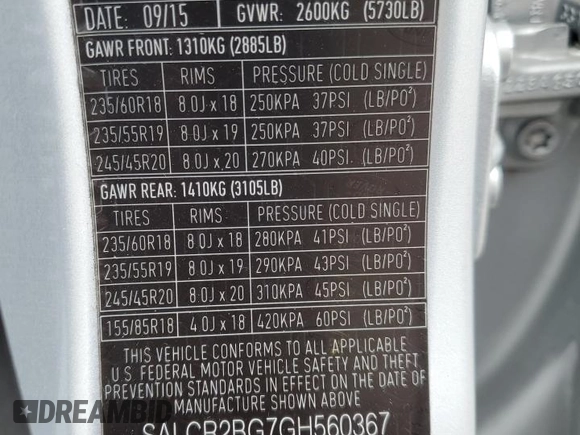 DATE: 09/15 GVWR: 2600KG (5730LB)
GAWR FRONT: 1310KG (2885LB)
TIRES RIMS PRESSURE (COLD SINGLE)
235/60R18 8.0J x 18 250KPA 37PSI (LB/PO²)
235/55R19 8.0J x 19 250KPA 37PSI (LB/PO²)
245/45R20 8.0J x 20 270KPA 40PSI. (LB/PO²)
GAWR REAR: 1410KG (3105LB)
TIRES RIMS PRESSURE (COLD SINGLE)
235/60R18 8.0J x 18 280KPA 41PSI (LB/PO²)
235/55R19 8.0J x 19 290KPA 43PSI (LB/PO²)
245/45R20 8.0J x 20 310KPA 45PSI (LB/PO²)
155/85R18 4.0J x 18 420KPA 60PSI (LB/PO²)
THIS VEHICLE CONFORMS TO ALL APPLICABLE
U.S. FEDERAL MOTOR VEHICLE SAFETY AND THEFT
PREVENTION STANDARDS IN EFFECT ON THE DATE
OF MANUFACTURE SHOWN ABOVE
SALCR2BG7GH560367
RIDEBYCAR.COM